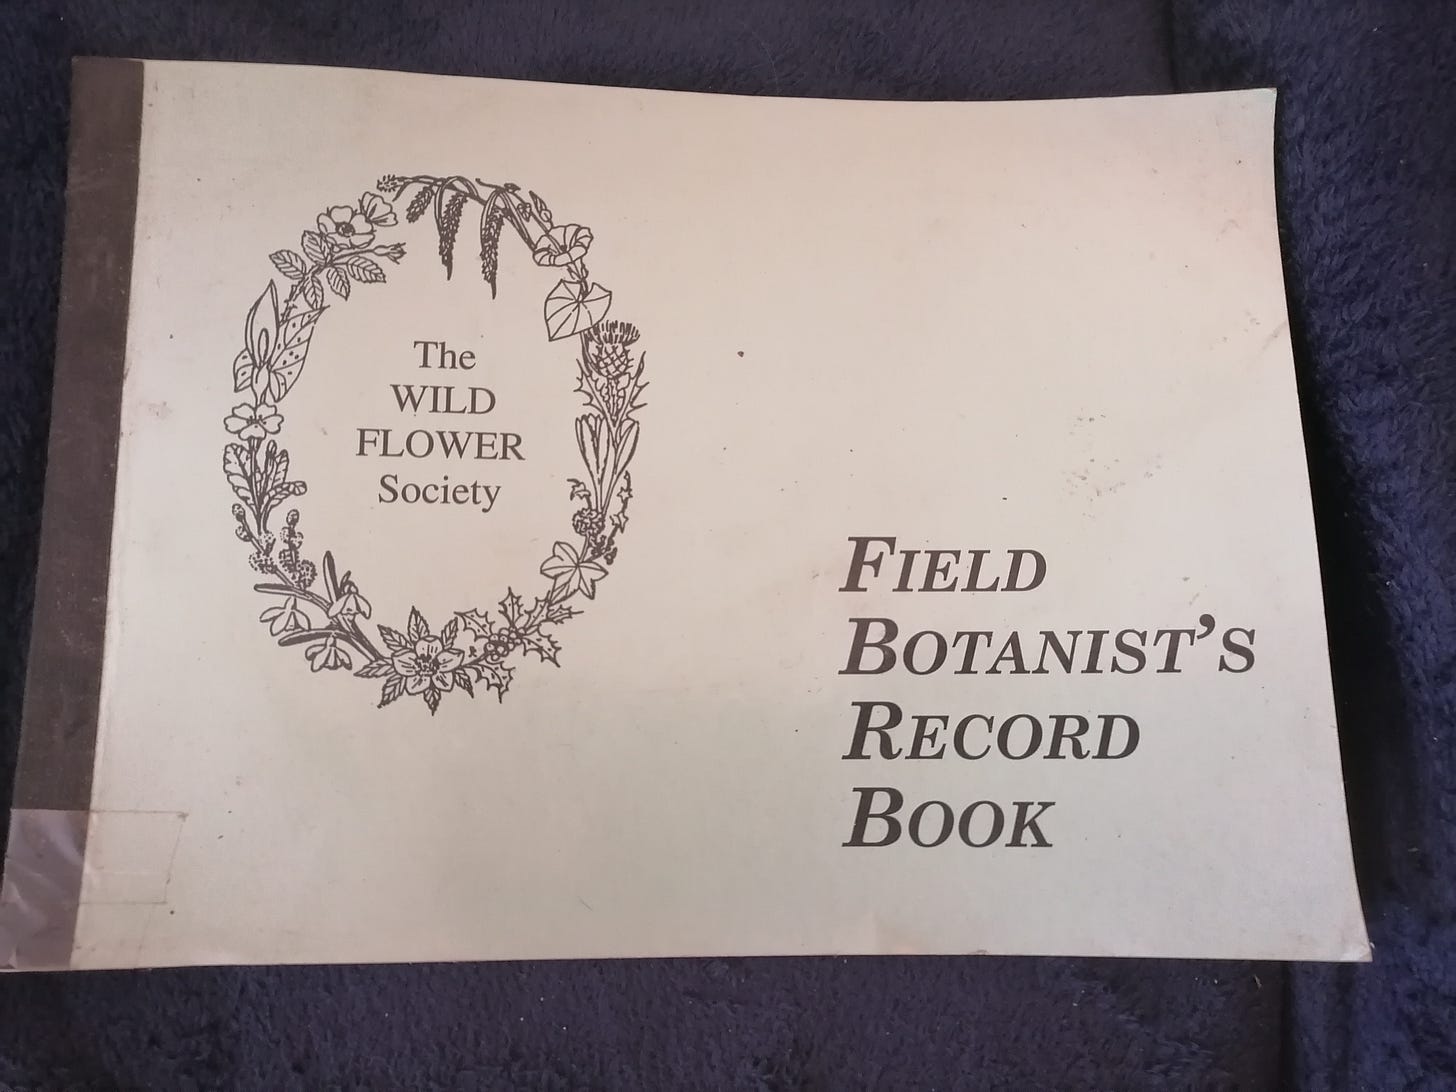 The
WILD
FLOWER
Society
FIELD
BOTANIST'S
RECORD
BOOK